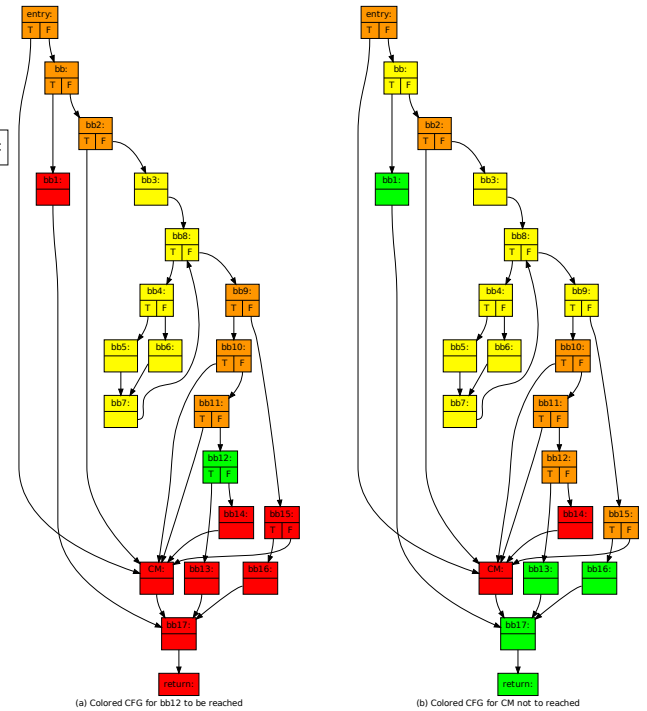 entry:
T F
bb:
T F
bb2:
T F
bb1:
bb3:
bb8:
T F
bb4:
T F
bb9:
T F
bb5:
bb6:
bb10:
T F
bb7:
bb11:
T F
bb12:
T F
bb14:
bb15:
T F
CM:
bb13:
bb16:
bb17:
return:
(a) Colored CFG for bb12 to be reached
entry:
T F
bb:
T F
bb2:
T F
bb1:
bb3:
bb8:
T F
bb4:
T F
bb9:
T F
bb5:
bb6:
bb10:
T F
bb7:
bb11:
T F
bb12:
T F
bb14:
bb15:
T F
CM:
bb13:
bb16:
bb17:
return:
(b) Colored CFG for CM not to reached